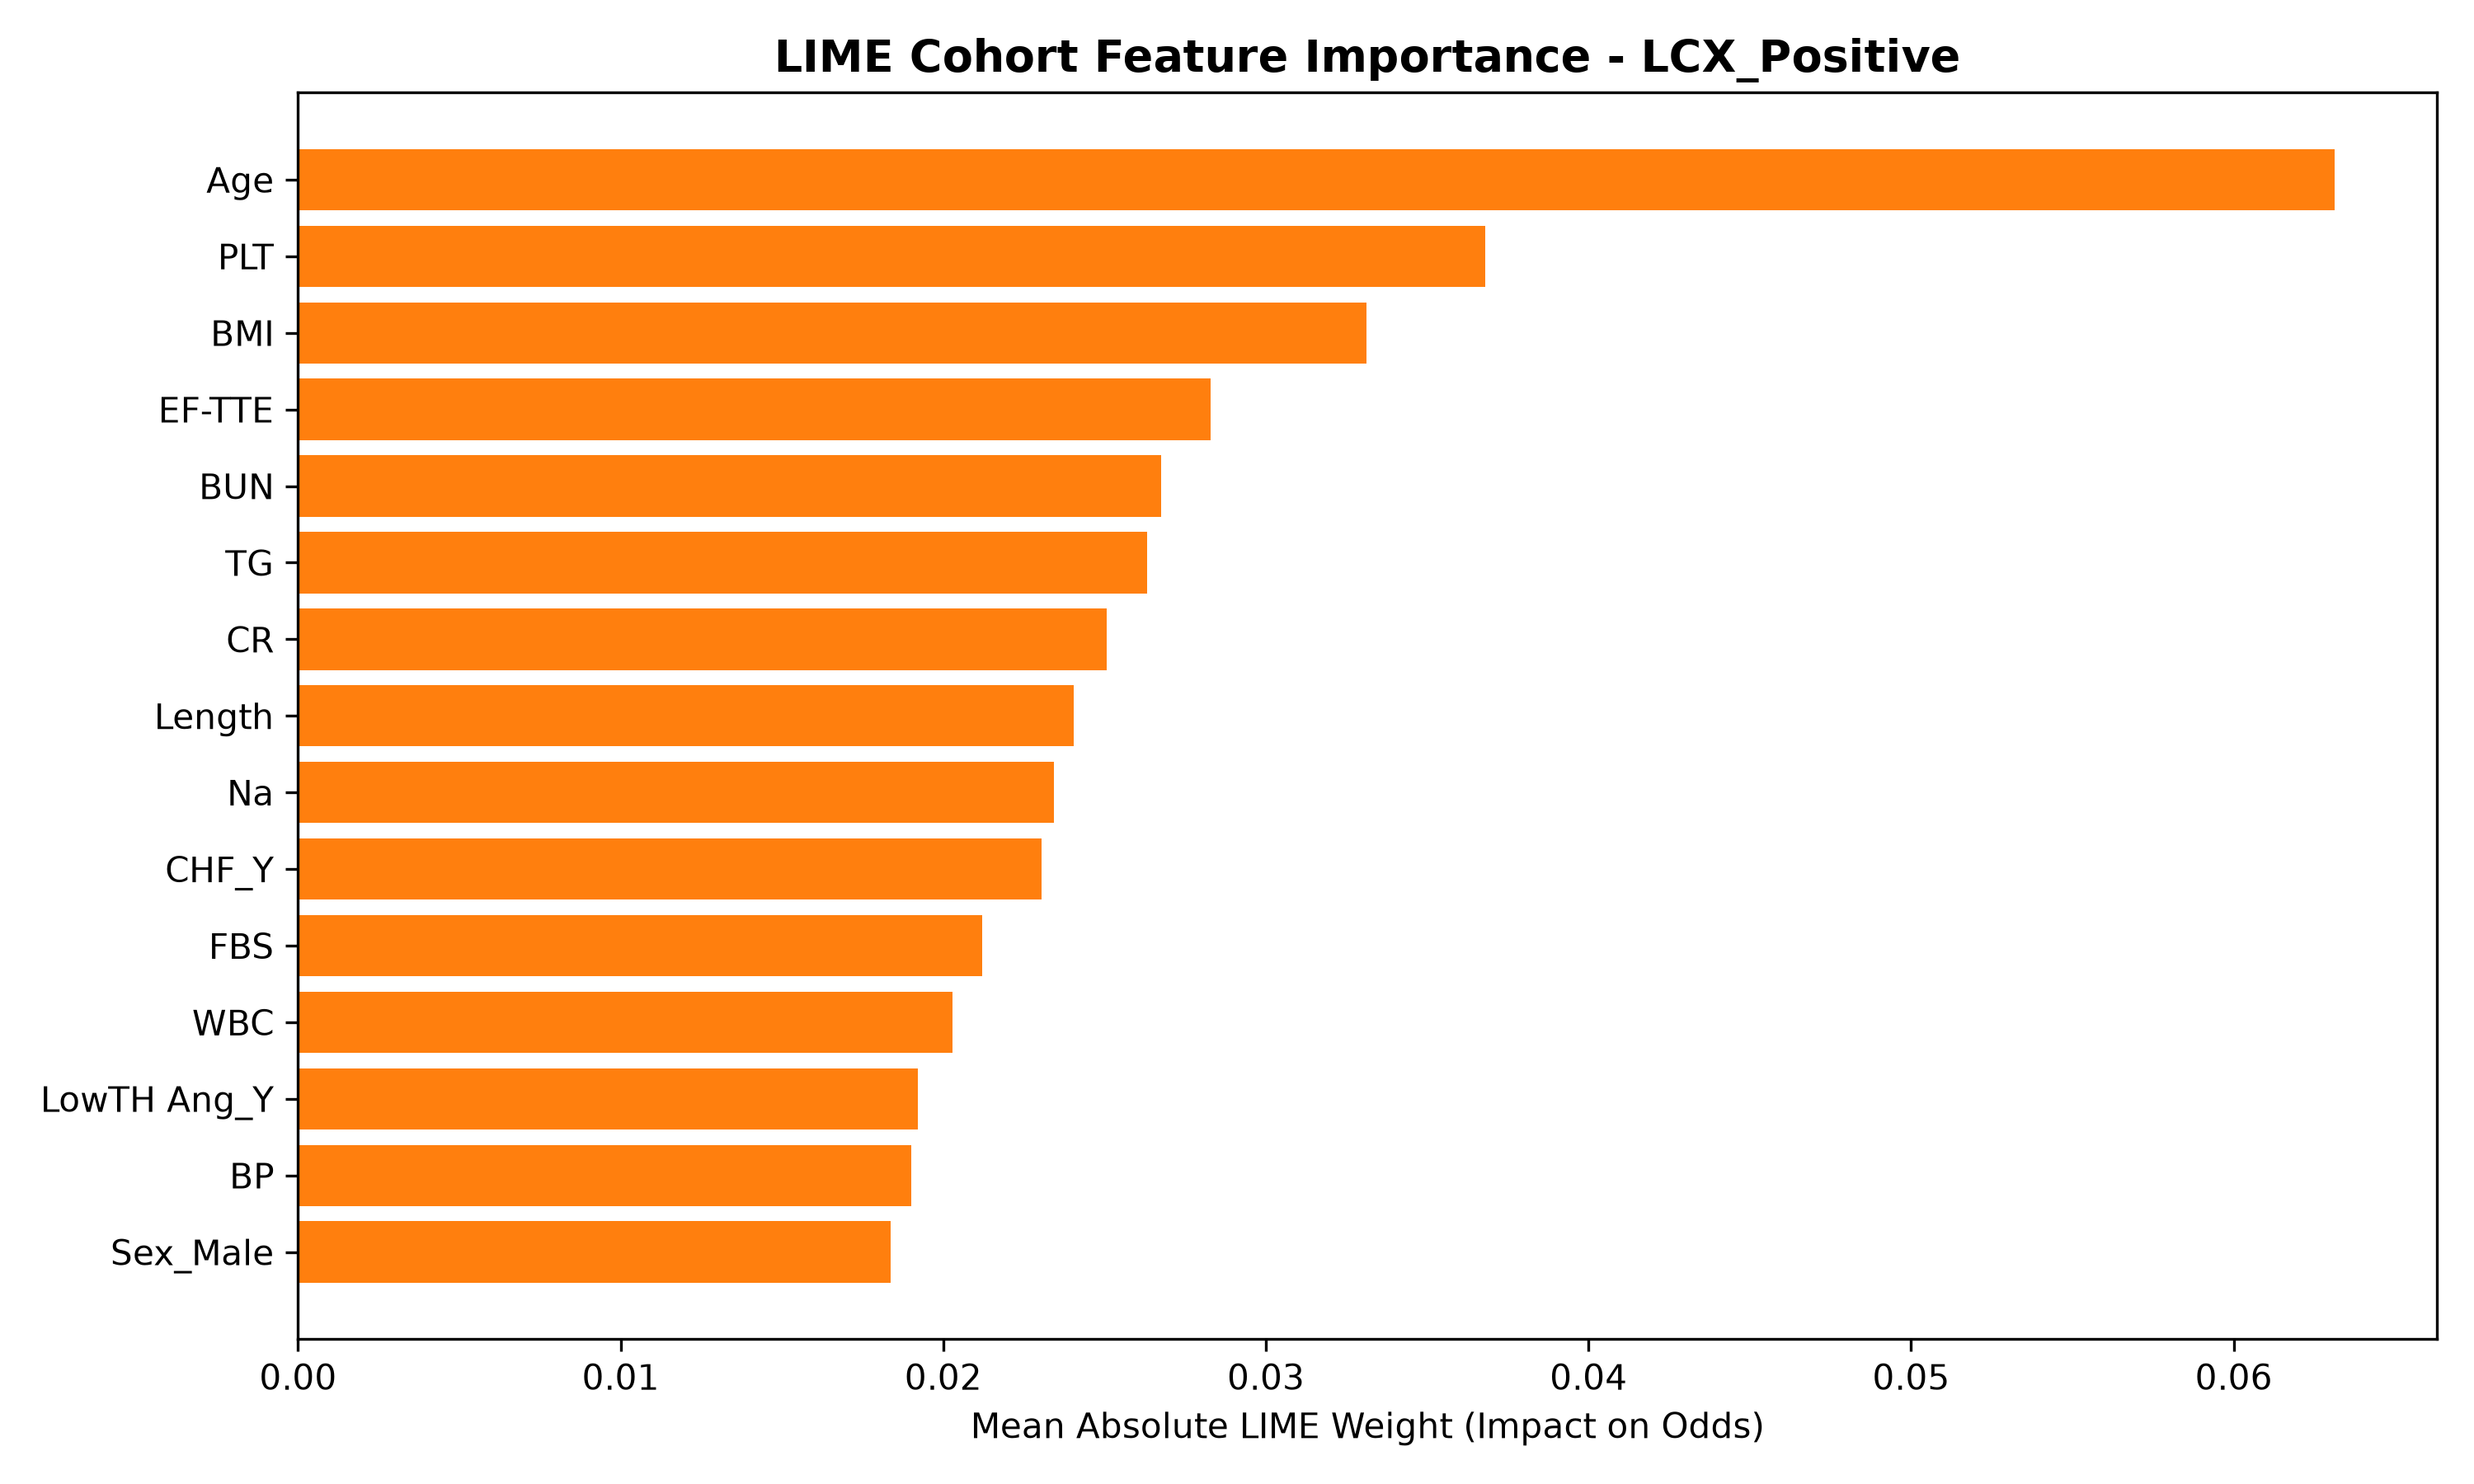 LIME Cohort Feature Importance - LCX_Positive
Age
PLT
BMI
EF-TTE
BUN
TG
CR
Length
Na
CHF_Y
FBS
WBC
LowTH Ang_Y
BP
Sex_Male
0.00 0.01 0.02 0.03 0.04 0.05 0.06
Mean Absolute LIME Weight (Impact on Odds)